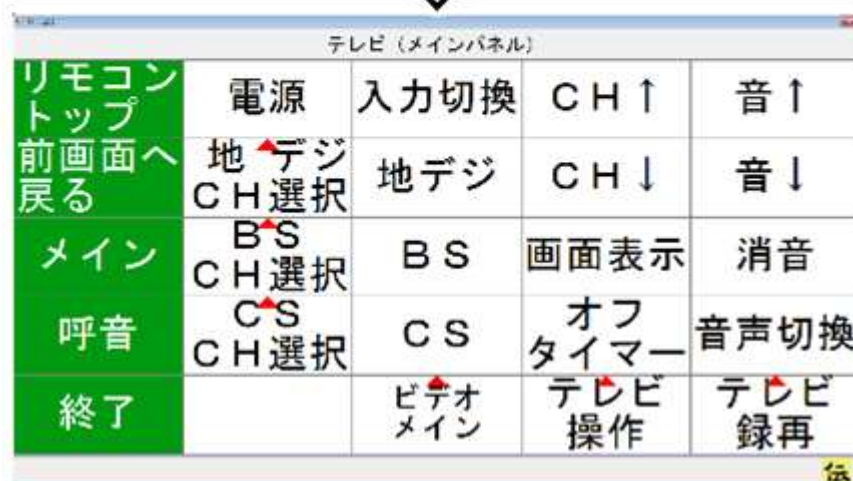 テレビ（メインパネル）
リモコン
トップ
電源
入力切換
ＣＨ↑
音↑
前画面へ
戻る
地デジ
ＣＨ選択
地デジ
ＣＨ↓
音↓
メイン
ＢＳ
ＣＨ選択
ＢＳ
画面表示
消音
呼音
ＣＳ
ＣＨ選択
ＣＳ
オフ
タイマー
音声切換
終了
ビデオ
メイン
テレビ
操作
テレビ
録再
伝